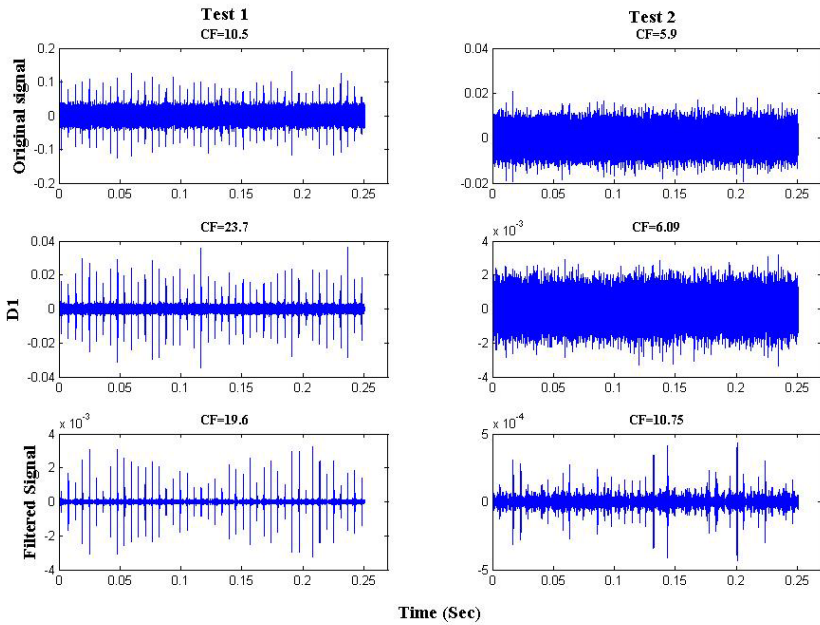 Test 1
CF=10.5
Test 2
CF=5.9
Original signal
0.2
0.1
0
-0.1
-0.2
0 0.05 0.1 0.15 0.2 0.25
0.04
0.02
0
-0.02
0 0.05 0.1 0.15 0.2 0.25
CF=23.7
CF=6.09
D1
0.04
0.02
0
-0.02
-0.04
0 0.05 0.1 0.15 0.2 0.25
x 10⁻³
4
2
0
-2
-4
0 0.05 0.1 0.15 0.2 0.25
CF=19.6
CF=10.75
Filtered Signal
x 10⁻³
4
2
0
-2
-4
0 0.05 0.1 0.15 0.2 0.25
x 10⁻⁴
5
0
-5
0 0.05 0.1 0.15 0.2 0.25
Time (Sec)